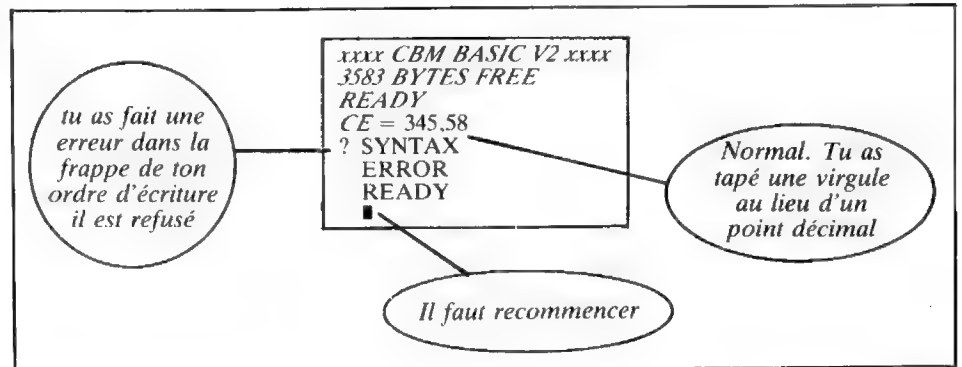 xxxx CBM BASIC V2 xxxx
3583 BYTES FREE
READY
CE = 345,58
? SYNTAX
ERROR
READY
tu as fait une
erreur dans la
frappe de ton
ordre d'écriture
il est refusé
Normal. Tu as
tapé une virgule
au lieu d'un
point décimal
Il faut recommencer